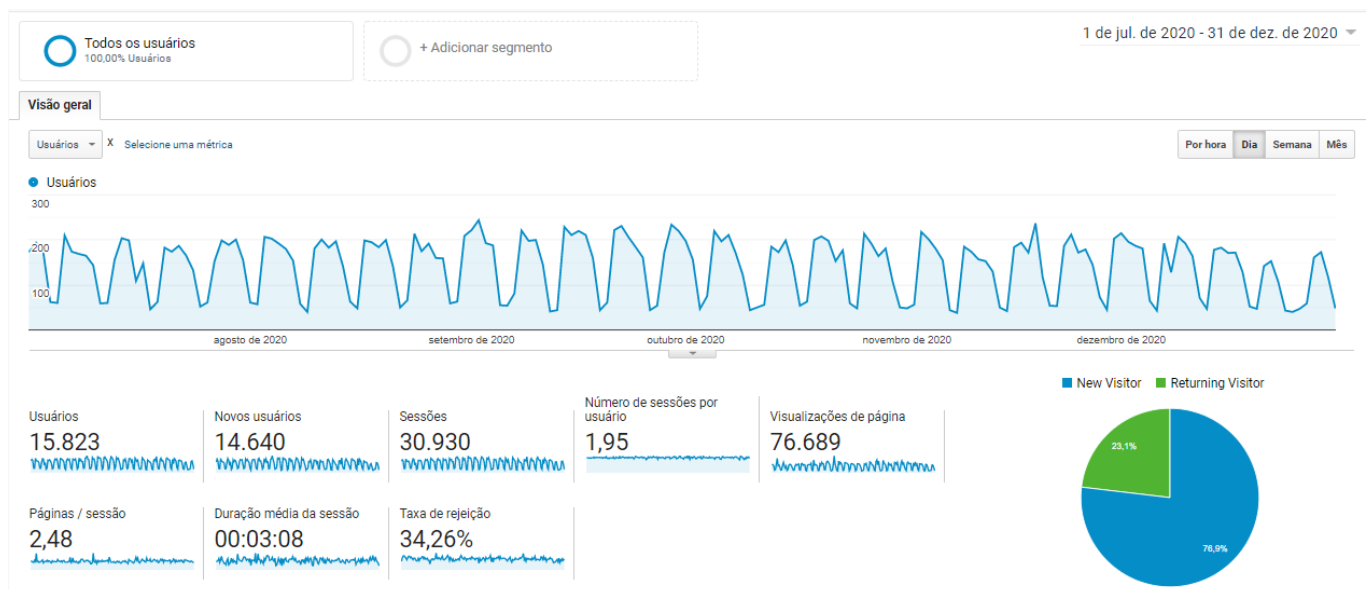 Todos os usuários
100,00% Usuários
+ Adicionar segmento
1 de jul. de 2020 - 31 de dez. de 2020
Visão geral
Usuários
X
Selecione uma métrica
Por hora
Dia
Semana
Mês
Usuários
300
200
100
agosto de 2020
setembro de 2020
outubro de 2020
novembro de 2020
dezembro de 2020
New Visitor
Returning Visitor
Usuários
15.823
Novos usuários
14.640
Sessões
30.930
Número de sessões por
usuário
1,95
Visualizações de página
76.689
Páginas / sessão
2,48
Duração média da sessão
00:03:08
Taxa de rejeição
34,26%
23,1%
76,9%